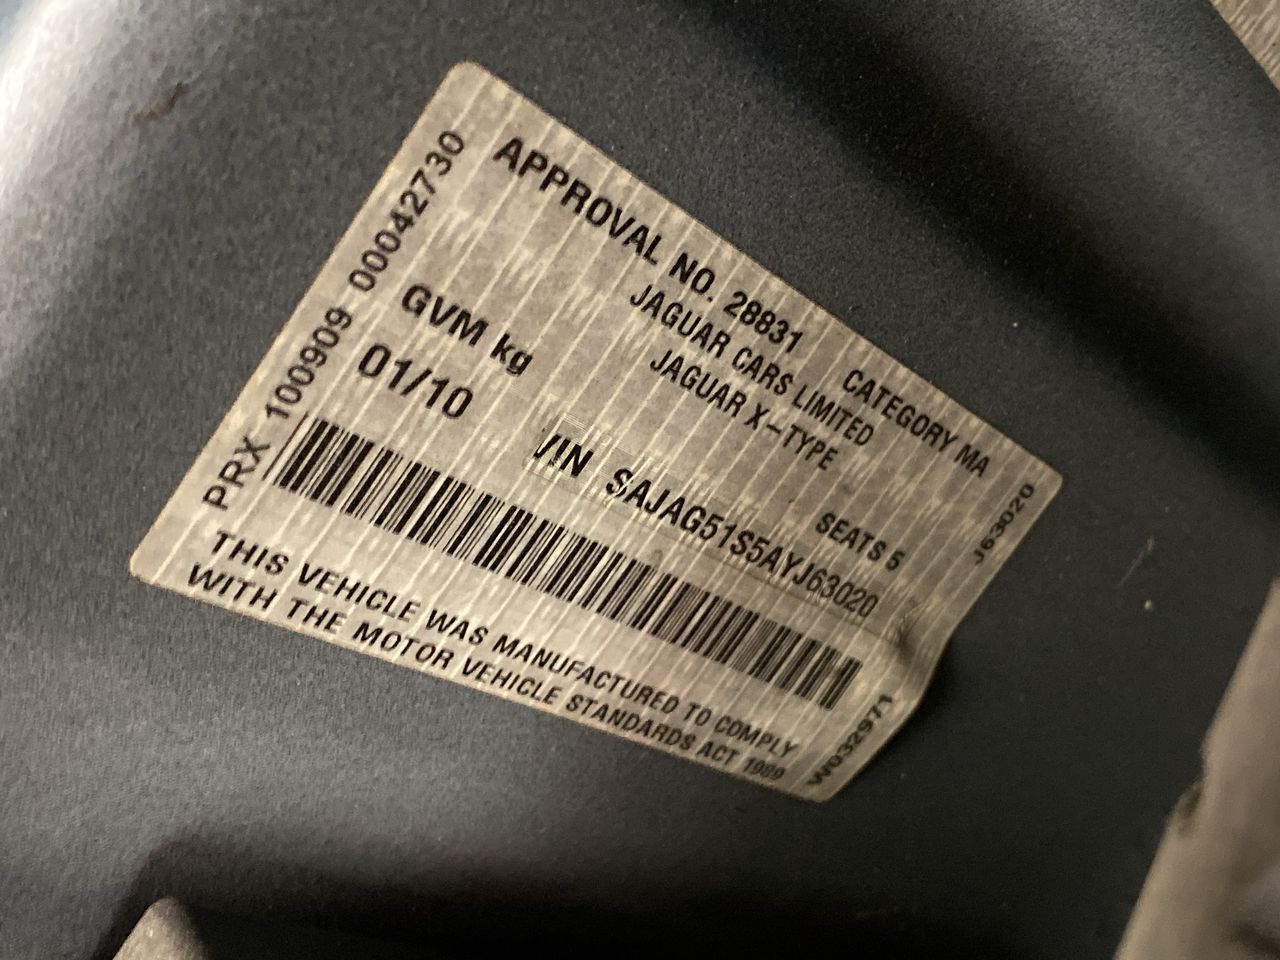 APPROVAL NO. 28831 CATEGORY MA
JAGUAR CARS LIMITED
JAGUAR X-TYPE
GVM kg SEATS 5
01/10
VIN SAJAG51S5AYJ63020
THIS VEHICLE WAS MANUFACTURED TO COMPLY
WITH THE MOTOR VEHICLE STANDARDS ACT 1989
PRX 100909 00042730
J63020
W032971